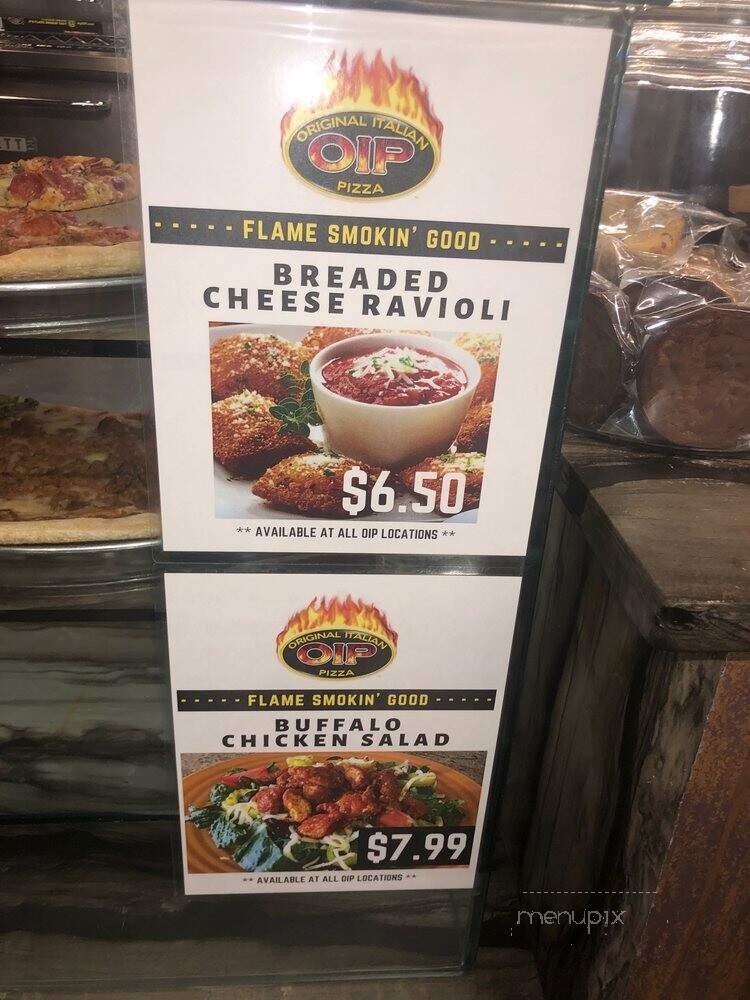 ETT
ORIGINAL ITALIAN
OIP
PIZZA
- - - - - FLAME SMOKIN' GOOD - - - - -
BREADED
CHEESE RAVIOLI
$6.50
** AVAILABLE AT ALL OIP LOCATIONS **
ORIGINAL ITALIAN
OIP
PIZZA
- - - - - FLAME SMOKIN' GOOD - - - - -
BUFFALO
CHICKEN SALAD
$7.99
** AVAILABLE AT ALL OIP LOCATIONS **
menupix